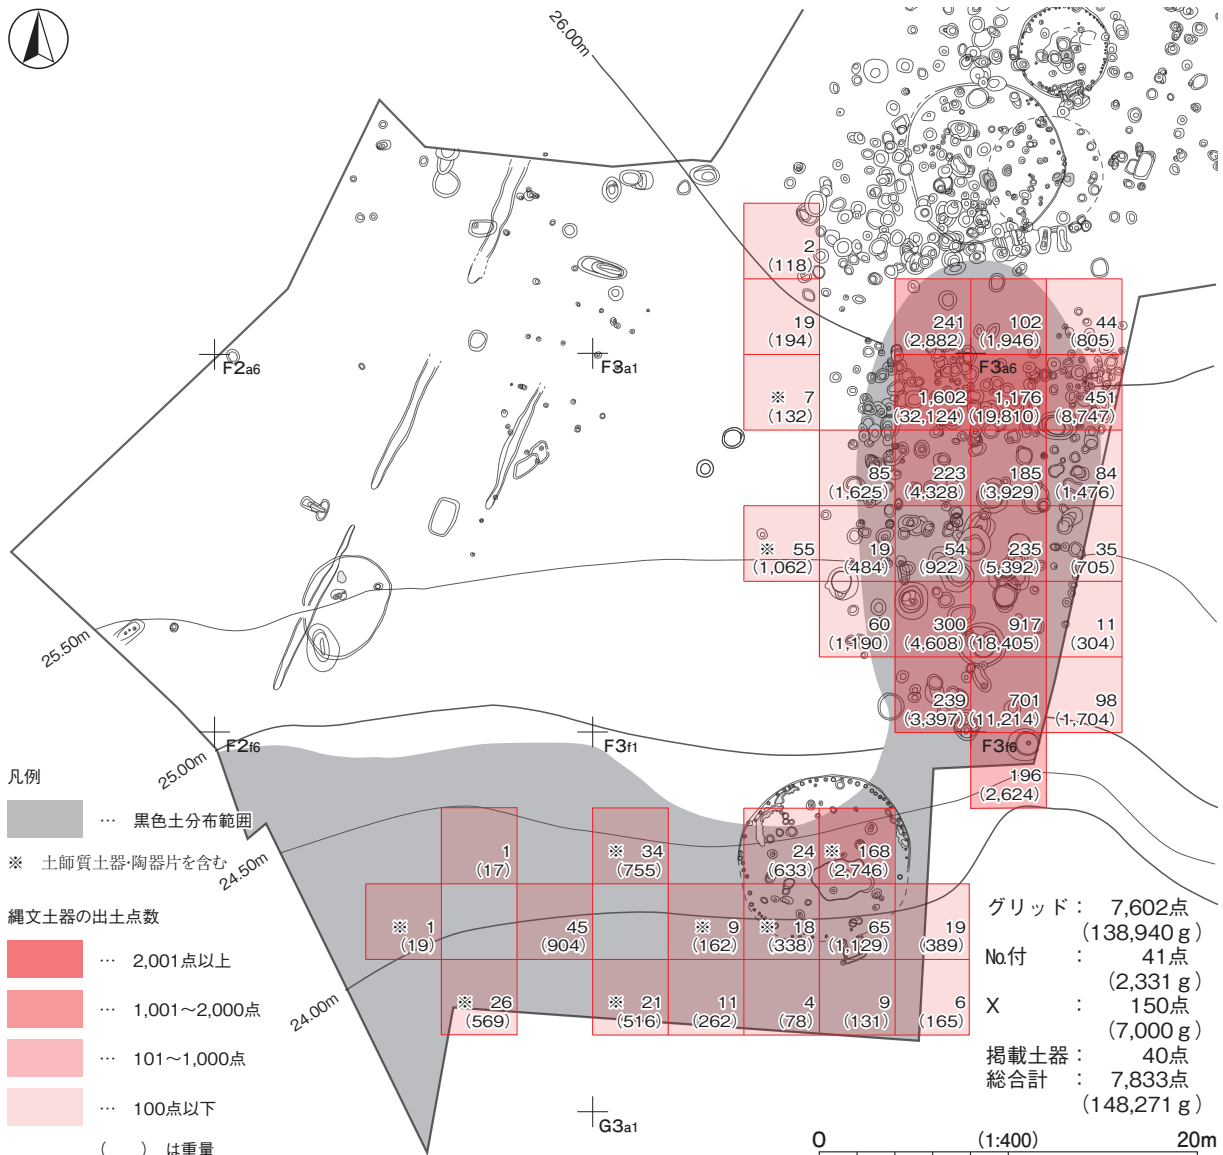 26.00m
2
(118)
19
(194)
241
(2,882)
102
(1,946)
44
(805)
F2a6
F3a1
F3a6
※ 7
(132)
1,602
(32,124)
1,176
(19,810)
451
(8,747)
85
(1,625)
223
(4,328)
185
(3,929)
84
(1,476)
※ 55
(1,062)
19
(484)
54
(922)
235
(5,392)
35
(705)
25.50m
60
(1,190)
300
(4,608)
917
(18,405)
11
(304)
239
(3,397)
701
(11,214)
98
(1,704)
F2f6
F3f1
F3f6
25.00m
196
(2,624)
凡例
… 黒色土分布範囲
※ 土師質土器・陶器片を含む
24.50m
1
(17)
※ 34
(755)
24
(633)
※ 168
(2,746)
縄文土器の出土点数
… 2,001点以上
… 1,001～2,000点
… 101～1,000点
… 100点以下
( ) は重量
※ 1
(19)
45
(904)
※ 9
(162)
※ 18
(338)
65
(1,129)
19
(389)
24.00m
※ 26
(569)
※ 21
(516)
11
(262)
4
(78)
9
(131)
6
(165)
グリッド： 7,602点
(138,940ｇ)
No.付 ： 41点
(2,331ｇ)
X ： 150点
(7,000ｇ)
掲載土器： 40点
総合計 ： 7,833点
(148,271ｇ)
G3a1
0 (1:400) 20m